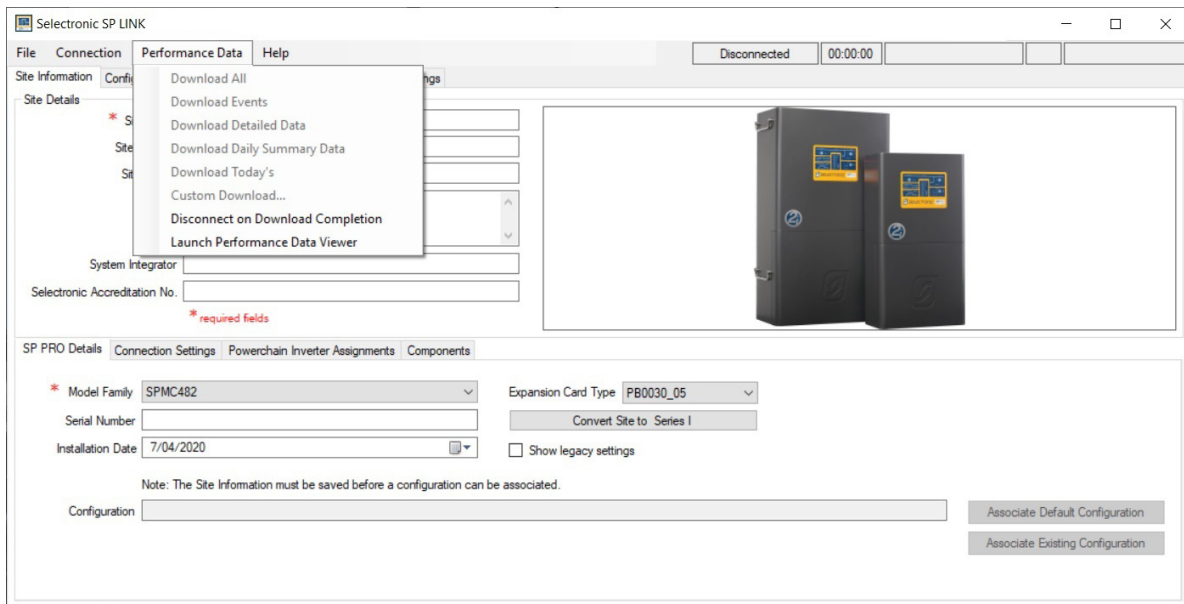 Selectronic SP LINK
File Connection Performance Data Help Disconnected 00:00:00
Site Information
Download All
Site Details
Download Events
*
Download Detailed Data
Site
Download Daily Summary Data
Download Today's
Custom Download...
Disconnect on Download Completion
Launch Performance Data Viewer
System Integrator
Selectronic Accreditation No.
* required fields
SP PRO Details Connection Settings Powerchain Inverter Assignments Components
* Model Family SPMC482 Expansion Card Type PB0030_05
Serial Number Convert Site to Series I
Installation Date 7/04/2020 Show legacy settings
Note: The Site Information must be saved before a configuration can be associated.
Configuration Associate Default Configuration
Associate Existing Configuration